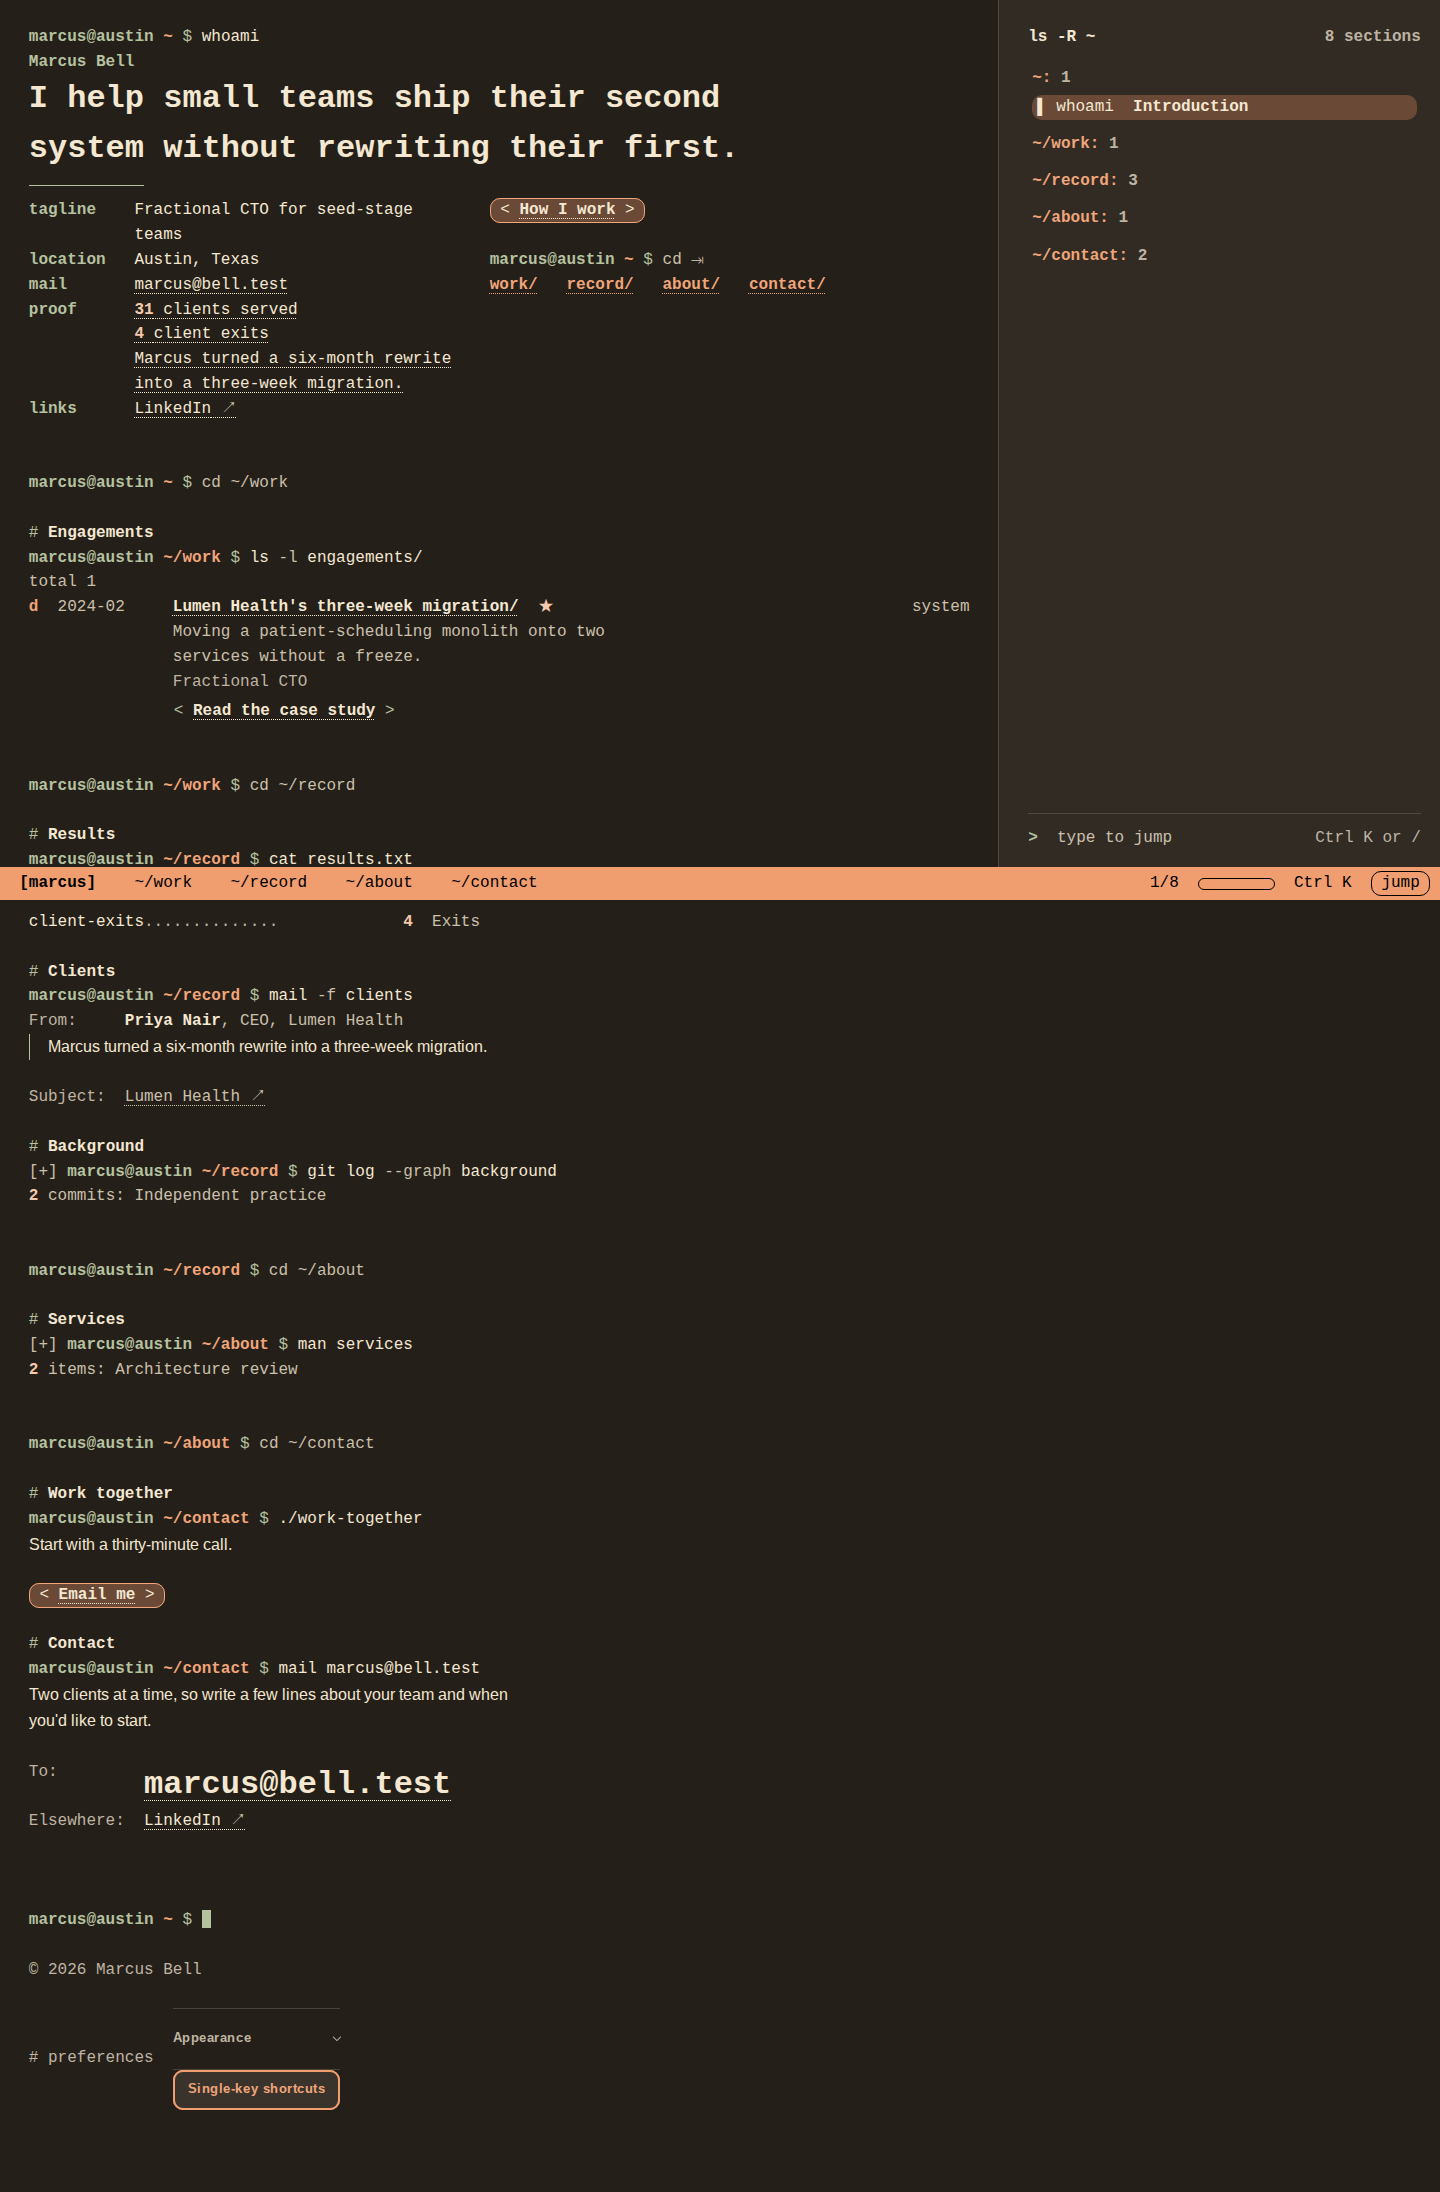 marcus@austin ~ $ whoami
Marcus Bell
I help small teams ship their second
system without rewriting their first.
tagline Fractional CTO for seed-stage
teams
location Austin, Texas
mail marcus@bell.test
proof 31 clients served
4 client exits
Marcus turned a six-month rewrite
into a three-week migration.
links LinkedIn ↗
< How I work >
marcus@austin ~ $ cd ⇥
work/ record/ about/ contact/
marcus@austin ~ $ cd ~/work
# Engagements
marcus@austin ~/work $ ls -l engagements/
total 1
d 2024-02 Lumen Health's three-week migration/ ★ system
Moving a patient-scheduling monolith onto two
services without a freeze.
Fractional CTO
< Read the case study >
marcus@austin ~/work $ cd ~/record
# Results
marcus@austin ~/record $ cat results.txt
ls -R ~ 8 sections
~: 1
▌ whoami Introduction
~/work: 1
~/record: 3
~/about: 1
~/contact: 2
> type to jump Ctrl K or /
[marcus] ~/work ~/record ~/about ~/contact 1/8 Ctrl K jump
client-exits.............. 4 Exits
# Clients
marcus@austin ~/record $ mail -f clients
From: Priya Nair, CEO, Lumen Health
Marcus turned a six-month rewrite into a three-week migration.
Subject: Lumen Health ↗
# Background
[+] marcus@austin ~/record $ git log --graph background
2 commits: Independent practice
marcus@austin ~/record $ cd ~/about
# Services
[+] marcus@austin ~/about $ man services
2 items: Architecture review
marcus@austin ~/about $ cd ~/contact
# Work together
marcus@austin ~/contact $ ./work-together
Start with a thirty-minute call.
< Email me >
# Contact
marcus@austin ~/contact $ mail marcus@bell.test
Two clients at a time, so write a few lines about your team and when
you'd like to start.
To: marcus@bell.test
Elsewhere: LinkedIn ↗
marcus@austin ~ $
© 2026 Marcus Bell
# preferences
Appearance
Single-key shortcuts